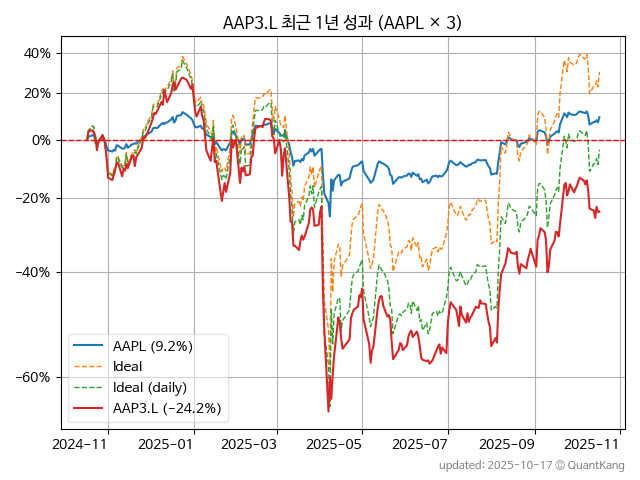 AAP3.L 최근 1년 성과 (AAPL × 3)
40%
20%
0%
−20%
−40%
−60%
AAPL (9.2%)
Ideal
Ideal (daily)
AAP3.L (−24.2%)
2024-11
2025-01
2025-03
2025-05
2025-07
2025-09
2025-11
updated: 2025-10-17 © QuantKang